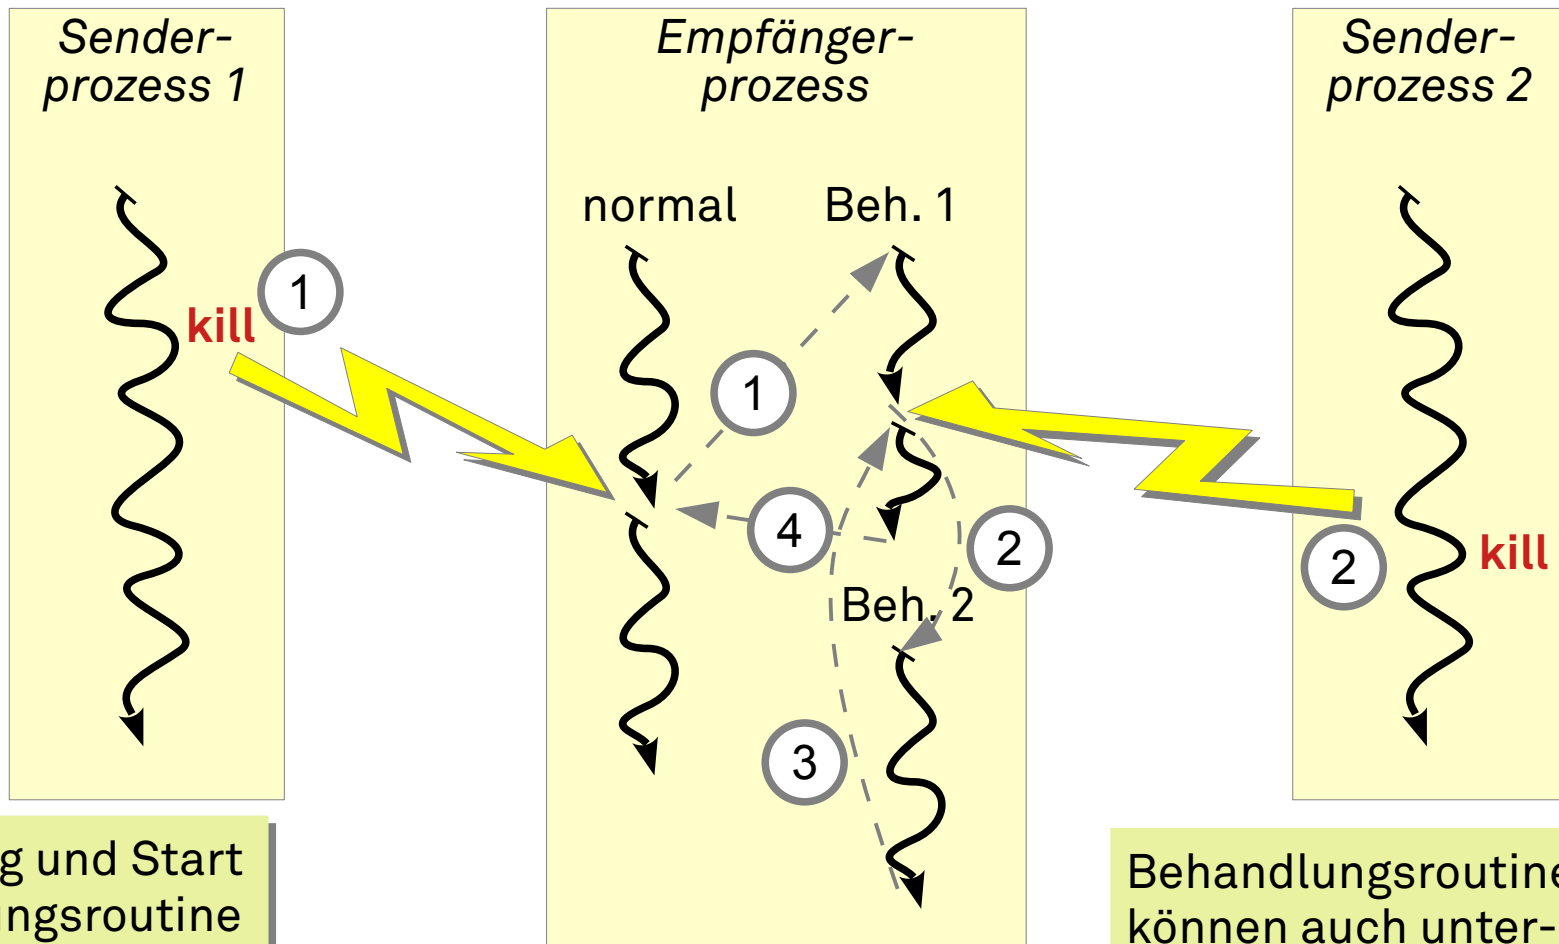 Sender-
prozess 1
Empfänger-
prozess
Sender-
prozess 2
normal
Beh. 1
1
kill
1
4
2
2
kill
Beh. 2
3
g und Start
ngsroutine
Behandlungsroutine
können auch unter-